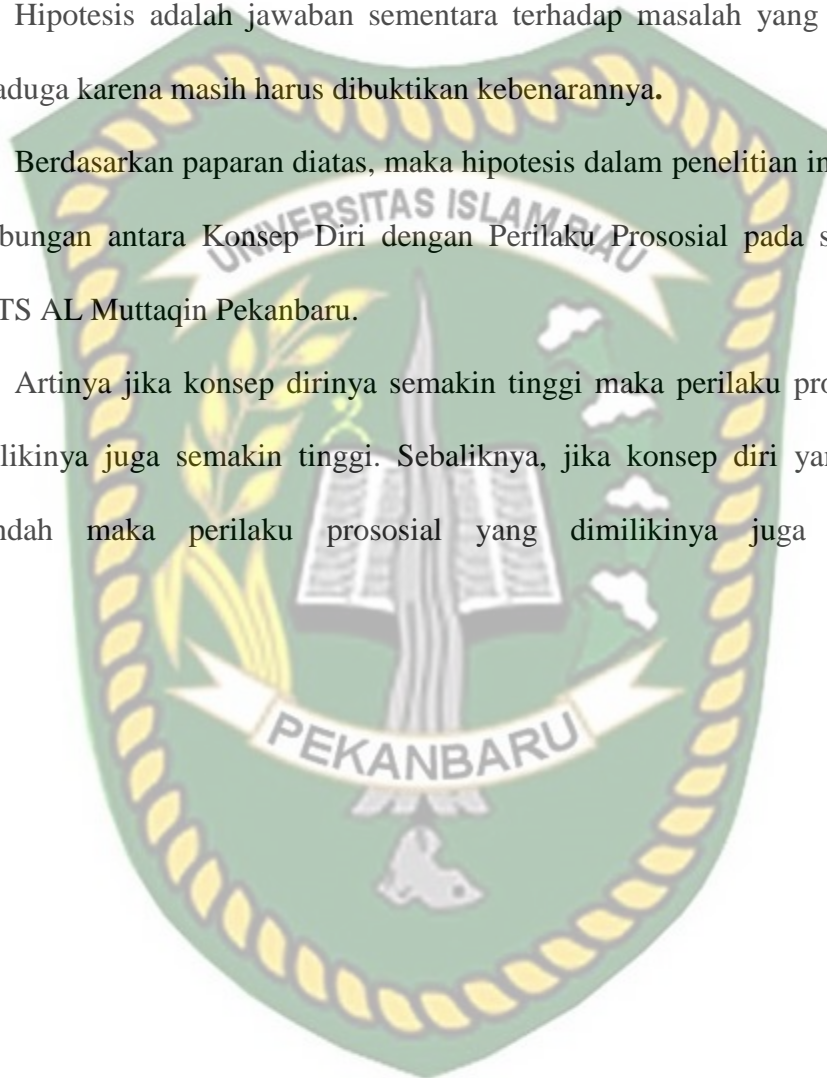 Hipotesis adalah jawaban sementara terhadap masalah yang
aduga karena masih harus dibuktikan kebenarannya.
Berdasarkan paparan diatas, maka hipotesis dalam penelitian in
bungan antara Konsep Diri dengan Perilaku Prososial pada s
UNIVERSITAS ISLAM RIAU
TS AL Muttaqin Pekanbaru.
Artinya jika konsep dirinya semakin tinggi maka perilaku pro
likinya juga semakin tinggi. Sebaliknya, jika konsep diri yan
ndah maka perilaku prososial yang dimilikinya juga
PEKANBARU